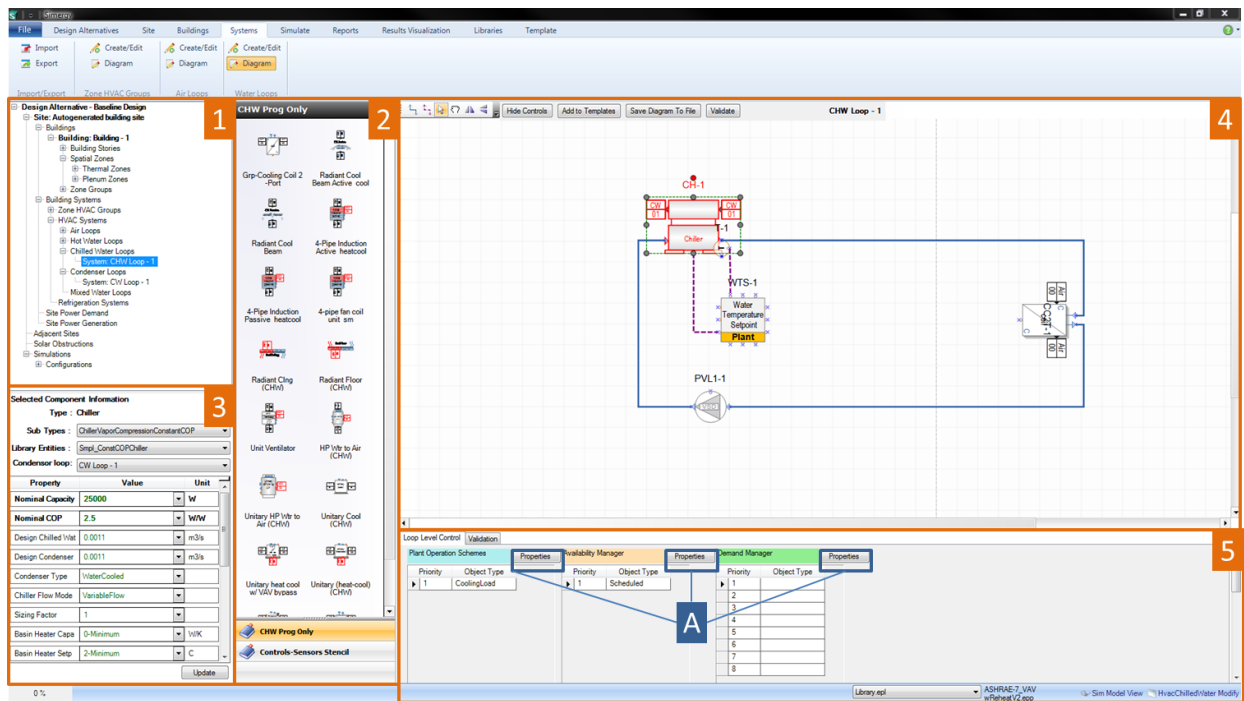 Simergy
File Design Alternatives Site Buildings Systems Simulate Reports Results Visualization Libraries Template
Import Create/Edit Create/Edit Create/Edit
Export Diagram Diagram Diagram
Import/Export Zone HVAC Groups Air Loops Water Loops
1
Design Alternative - Baseline Design
Site: Autogenerated building site
Buildings
Building: Building - 1
Building Stories
Spatial Zones
Thermal Zones
Plenum Zones
Zone Groups
Building Systems
Zone HVAC Groups
HVAC Systems
Air Loops
Hot Water Loops
Chilled Water Loops
System: CHW Loop - 1
Condenser Loops
System: CW Loop - 1
Mixed Water Loops
Refrigeration Systems
Site Power Demand
Site Power Generation
Adjacent Sites
Solar Obstructions
Simulations
Configurations
3
Selected Component Information
Type : Chiller
Sub Types : ChillerVaporCompressionConstantCOP
Library Entities : Smpl_ConstCOPChiller
Condensor loop: CW Loop - 1
Property Value Unit
Nominal Capacity 25000 W
Nominal COP 2.5 W/W
Design Chilled Wat 0.0011 m3/s
Design Condenser 0.0011 m3/s
Condenser Type WaterCooled
Chiller Flow Mode VariableFlow
Sizing Factor 1
Basin Heater Capa 0-Minimum W/K
Basin Heater Setp 2-Minimum C
Update
0 %
CHW Prog Only
2
Grp-Cooling Coil 2
-Port
Radiant Cool
Beam Active cool
Radiant Cool
Beam
4-Pipe Induction
Active heatcool
4-Pipe Induction
Passive heatcool
4-pipe fan coil
unit sm
Radiant Clng
(CHW)
Radiant Floor
(CHW)
Unit Ventilator
HP Wtr to Air
(CHW)
Unitary HP Wtr to
Air (CHW)
Unitary Cool
(CHW)
Unitary heat cool
w/ VAV bypass
Unitary (heat-cool)
(CHW)
CHW Prog Only
Controls-Sensors Stencil
Hide Controls Add to Templates Save Diagram To File Validate CHW Loop - 1
4
CH-1
CW
01
CW
01
T-1
Chiller
WTS-1
Water
Temperature
Setpoint
Plant
PVL1-1
VSD
Air
00
Air
00
Loop Level Control Validation
5
Plant Operation Schemes Properties Availability Manager Properties Demand Manager Properties
Priority Object Type Priority Object Type Priority Object Type
1 CoolingLoad 1 Scheduled 1
2
3
4
5
6
7
8
A
Library.epl ASHRAE-7_VAV
wReheatV2.epp
Sim Model View HvacChilledWater Modify